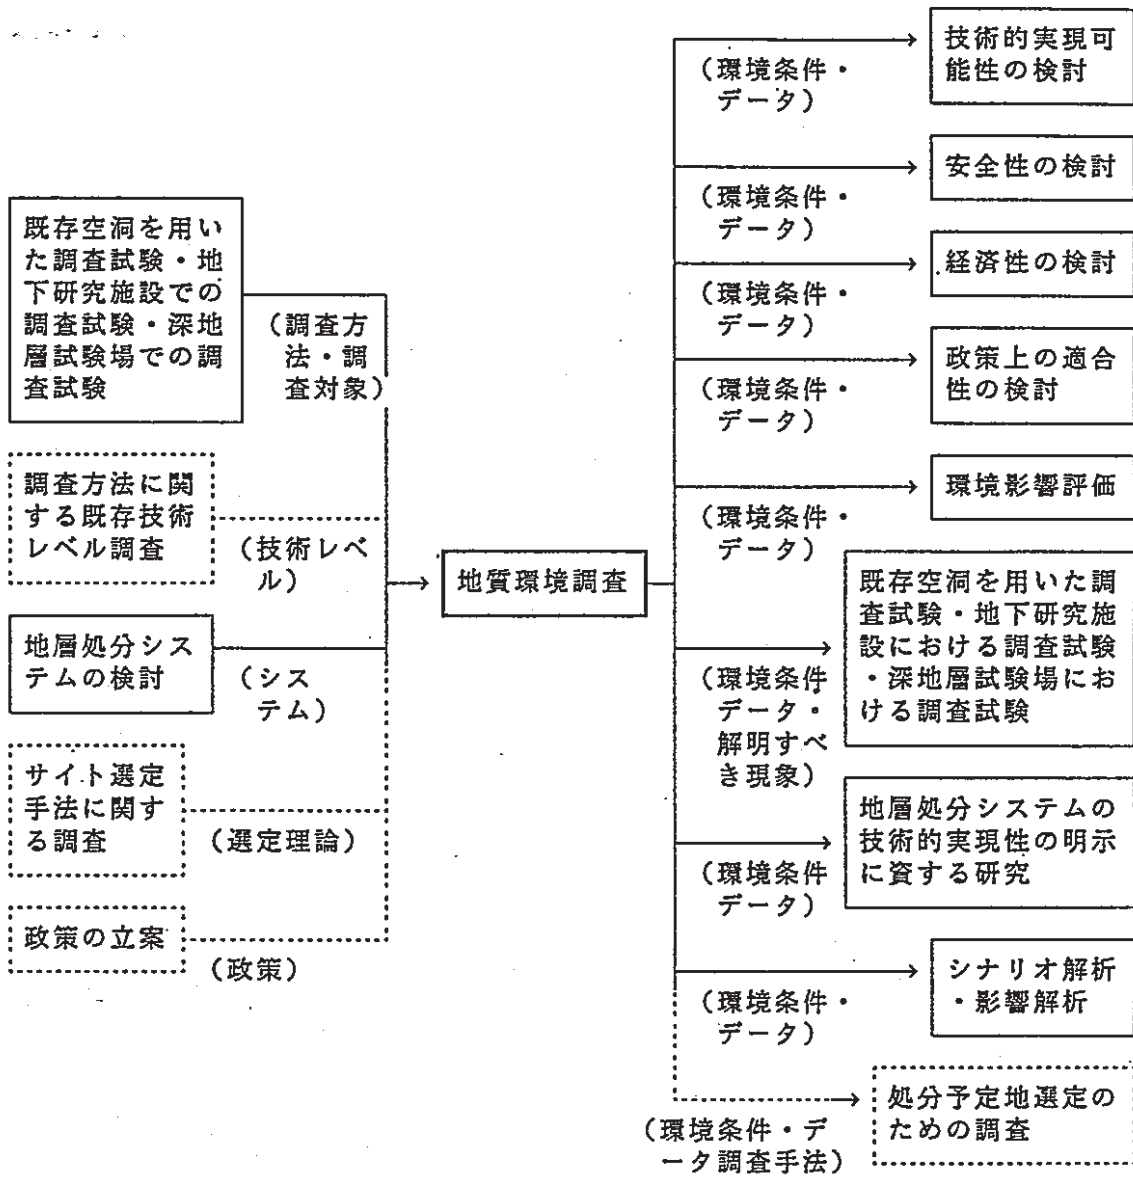 既存空洞を用い
た調査試験・地
下研究施設での
調査試験・深地
層試験場での調
査試験
(調査方
法・調
査対象)
調査方法に関
する既存技術
レベル調査
(技術レベ
ル)
地層処分シス
テムの検討
(シス
テム)
サイト選定
手法に関す
る調査
(選定理論)
政策の立案
(政策)
地質環境調査
(環境条件・
データ)
技術的実現可
能性の検討
(環境条件・
データ)
安全性の検討
(環境条件・
データ)
経済性の検討
(環境条件・
データ)
政策上の適合
性の検討
(環境条件・
データ)
環境影響評価
(環境条件
データ・
解明すべ
き現象)
既存空洞を用いた調
査試験・地下研究施
設における調査試験
・深地層試験場にお
ける調査試験
(環境条件
データ)
地層処分システムの
技術的実現性の明示
に資する研究
(環境条件・
データ)
シナリオ解析
・影響解析
(環境条件・デ
ータ調査手法)
処分予定地選定の
ための調査